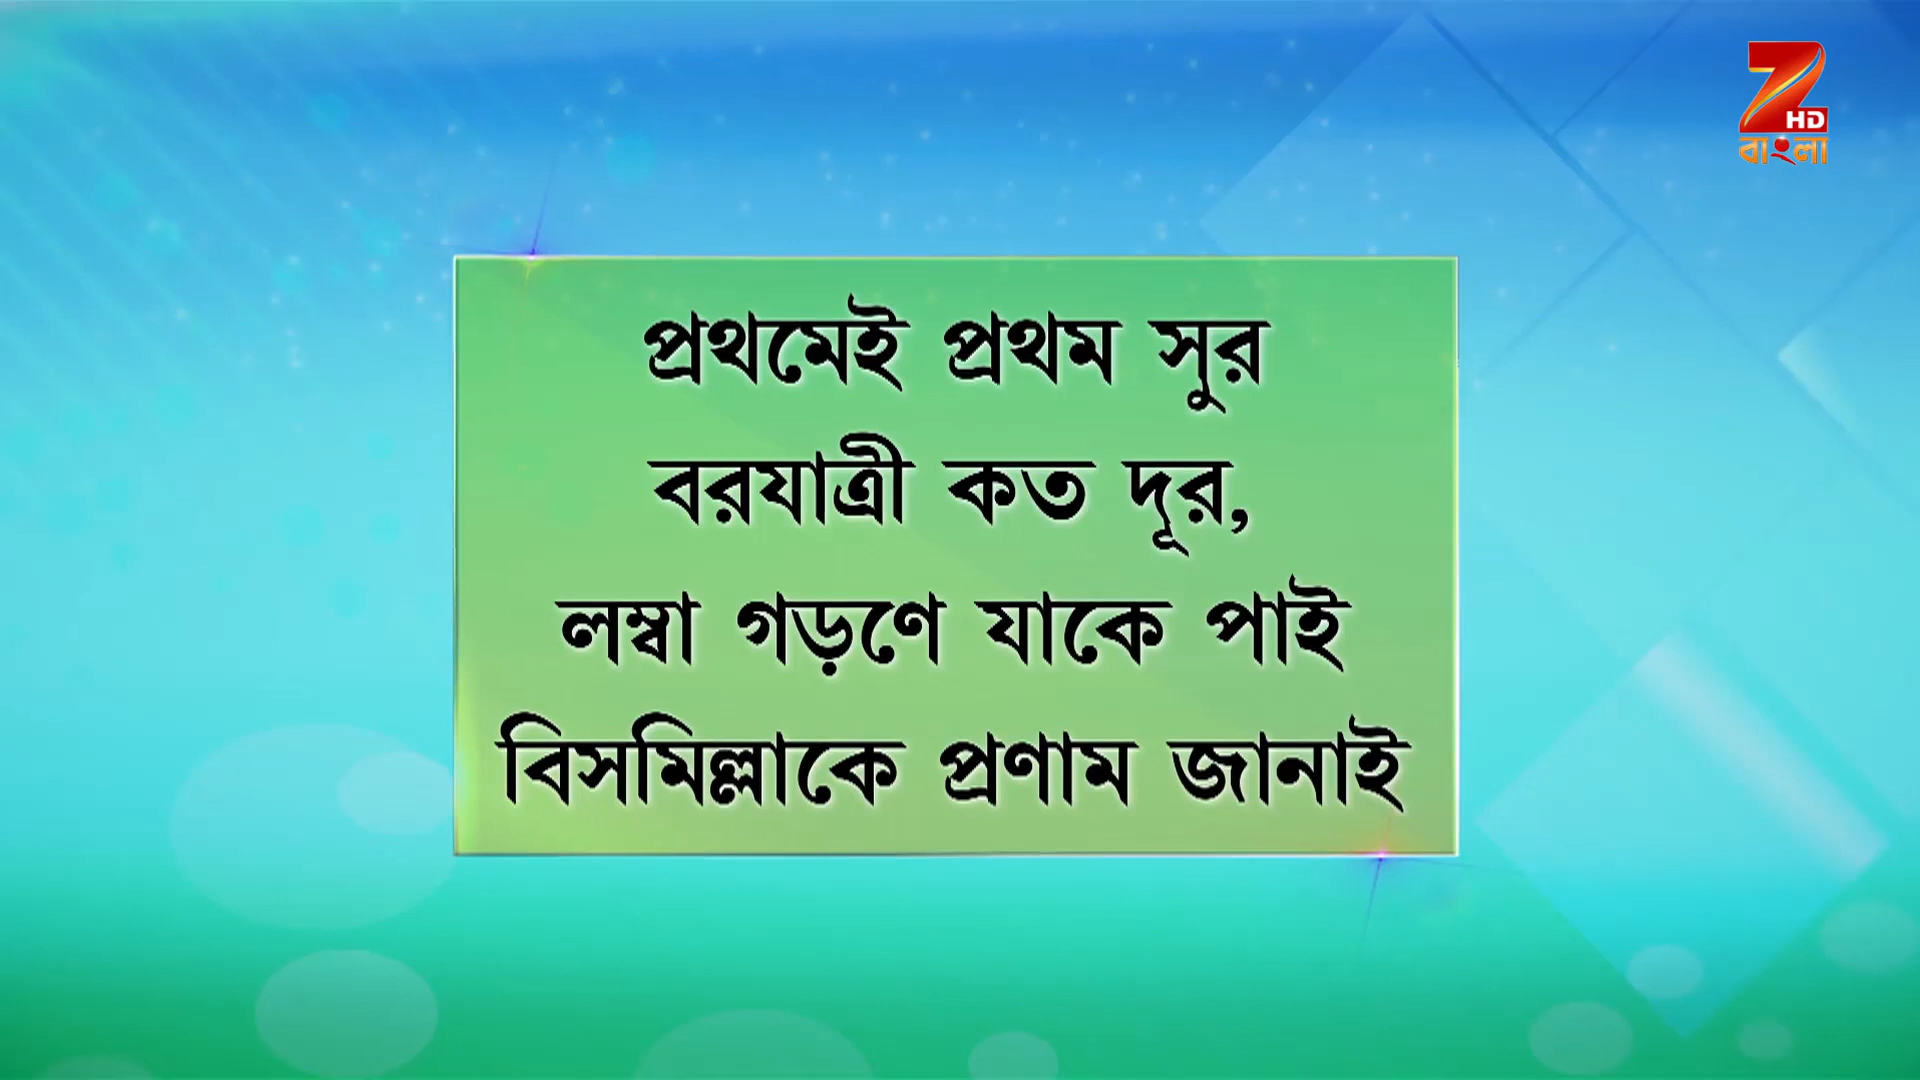 HD
বাংলা
প্রথমেই প্রথম সুর
বরযাত্রী কত দূর,
লম্বা গড়ণে যাকে পাই
বিসমিল্লাকে প্রণাম জানাই